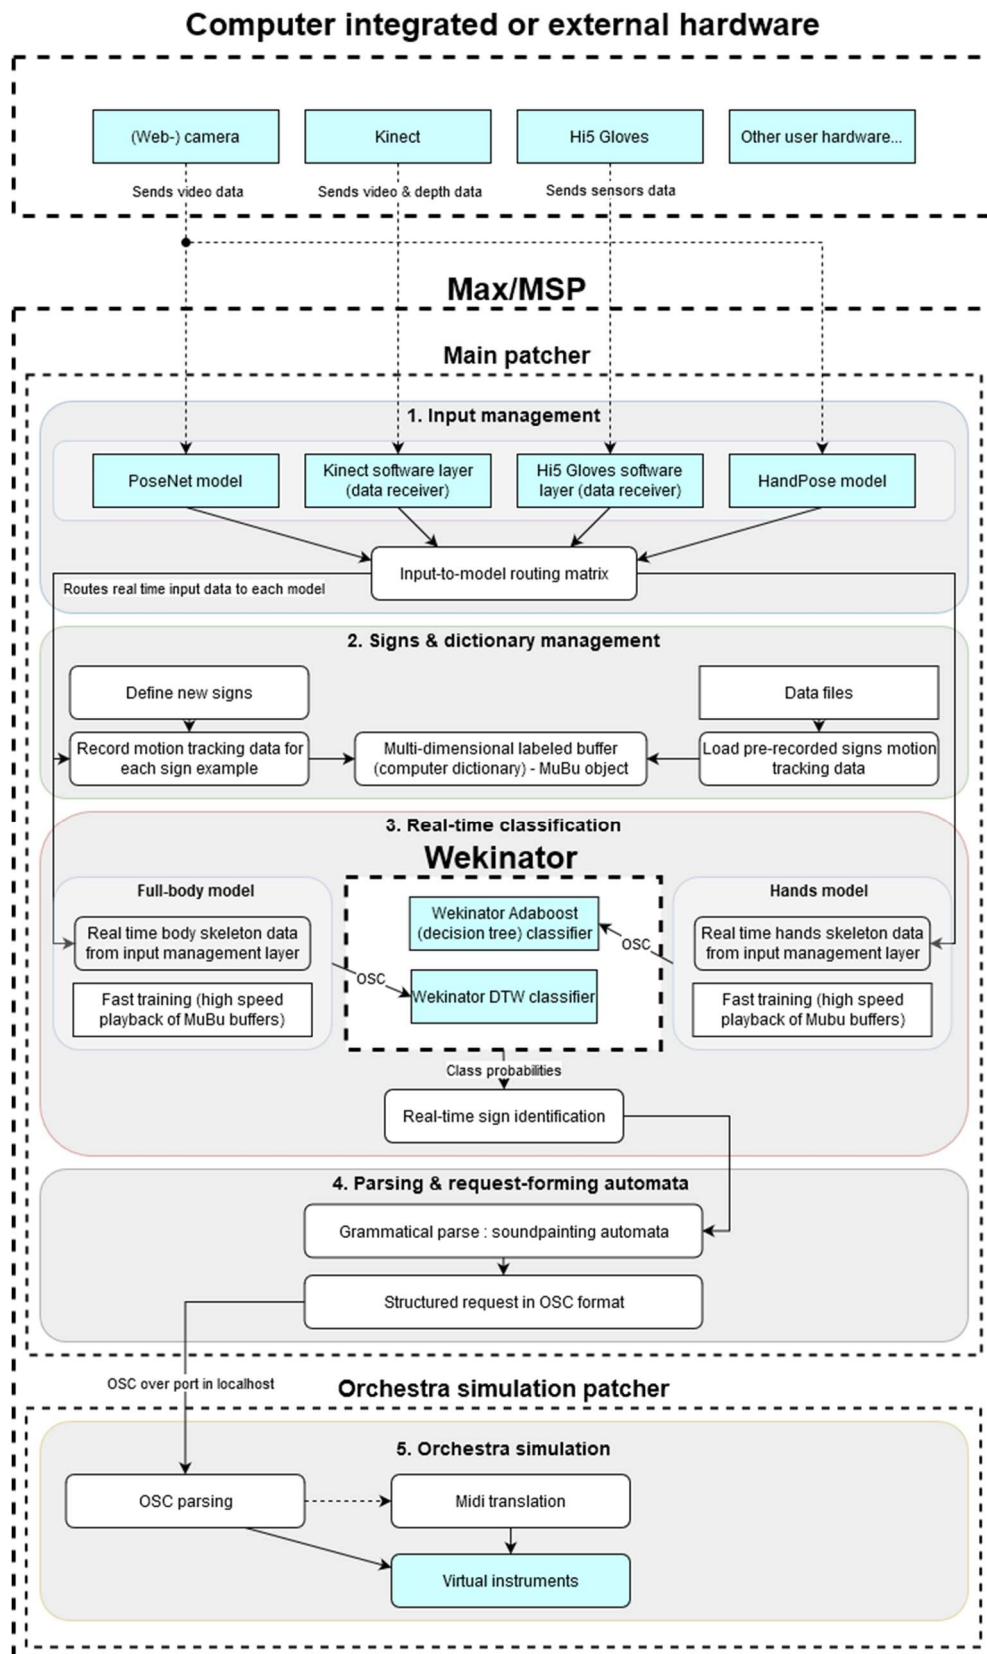 Computer integrated or external hardware
(Web-) camera
Kinect
Hi5 Gloves
Other user hardware...
Sends video data
Sends video & depth data
Sends sensors data
Max/MSP
Main patcher
1. Input management
PoseNet model
Kinect software layer
(data receiver)
Hi5 Gloves software
layer (data receiver)
HandPose model
Input-to-model routing matrix
Routes real time input data to each model
2. Signs & dictionary management
Define new signs
Data files
Record motion tracking data for
each sign example
Multi-dimensional labeled buffer
(computer dictionary) - MuBu object
Load pre-recorded signs motion
tracking data
3. Real-time classification
Wekinator
Full-body model
Real time body skeleton data
from input management layer
Fast training (high speed
playback of MuBu buffers)
OSC
Wekinator Adaboost
(decision tree) classifier
Wekinator DTW classifier
OSC
Hands model
Real time hands skeleton data
from input management layer
Fast training (high speed
playback of Mubu buffers)
Class probabilities
Real-time sign identification
4. Parsing & request-forming automata
Grammatical parse : soundpainting automata
Structured request in OSC format
OSC over port in localhost
Orchestra simulation patcher
5. Orchestra simulation
OSC parsing
Midi translation
Virtual instruments